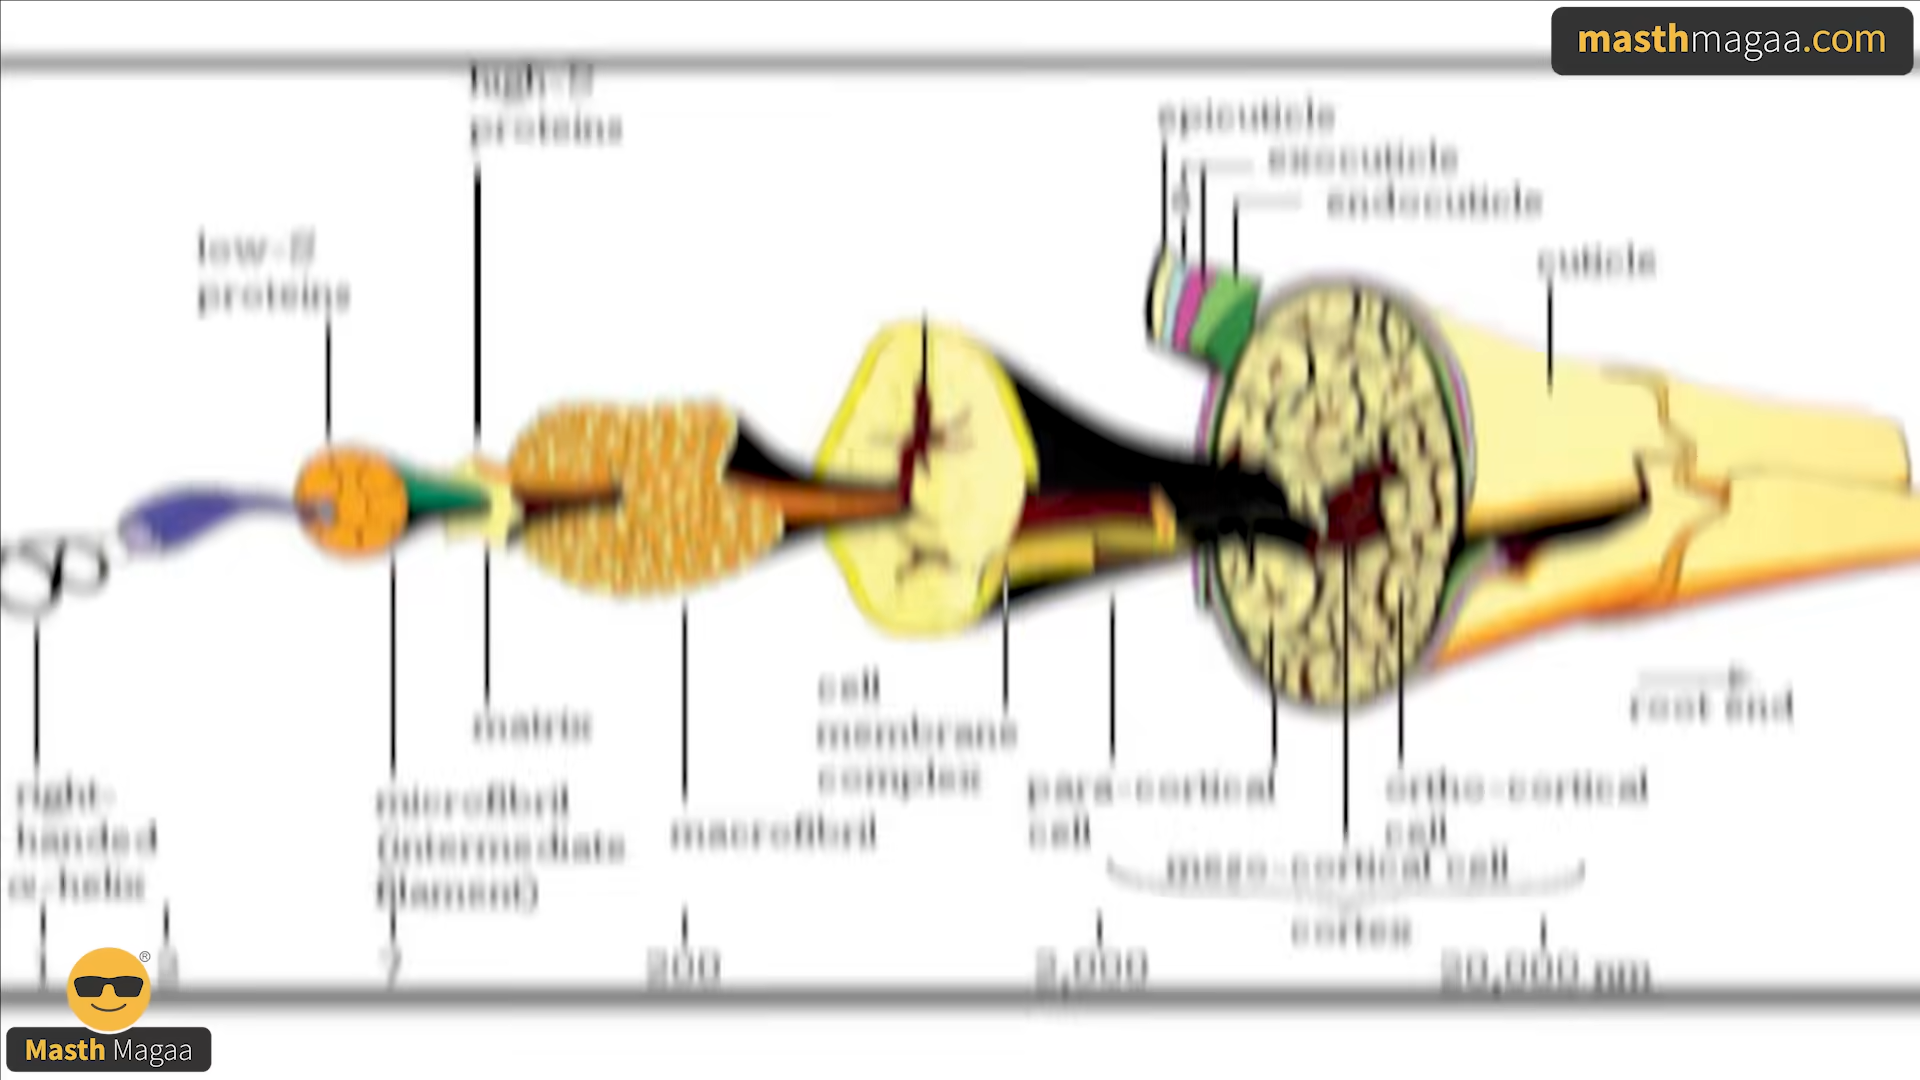 masthmagaa.com
high-S
proteins
epicuticle
exocuticle
endocuticle
low-S
proteins
cuticle
root end
cell
membrane
complex
matrix
right-
handed
α-helix
microfibril
(intermediate
filament)
macrofibril
para-cortical
cell
ortho-cortical
cell
meso-cortical cell
cortex
1
7
200
2,000
20,000 nm
®
Masth Magaa